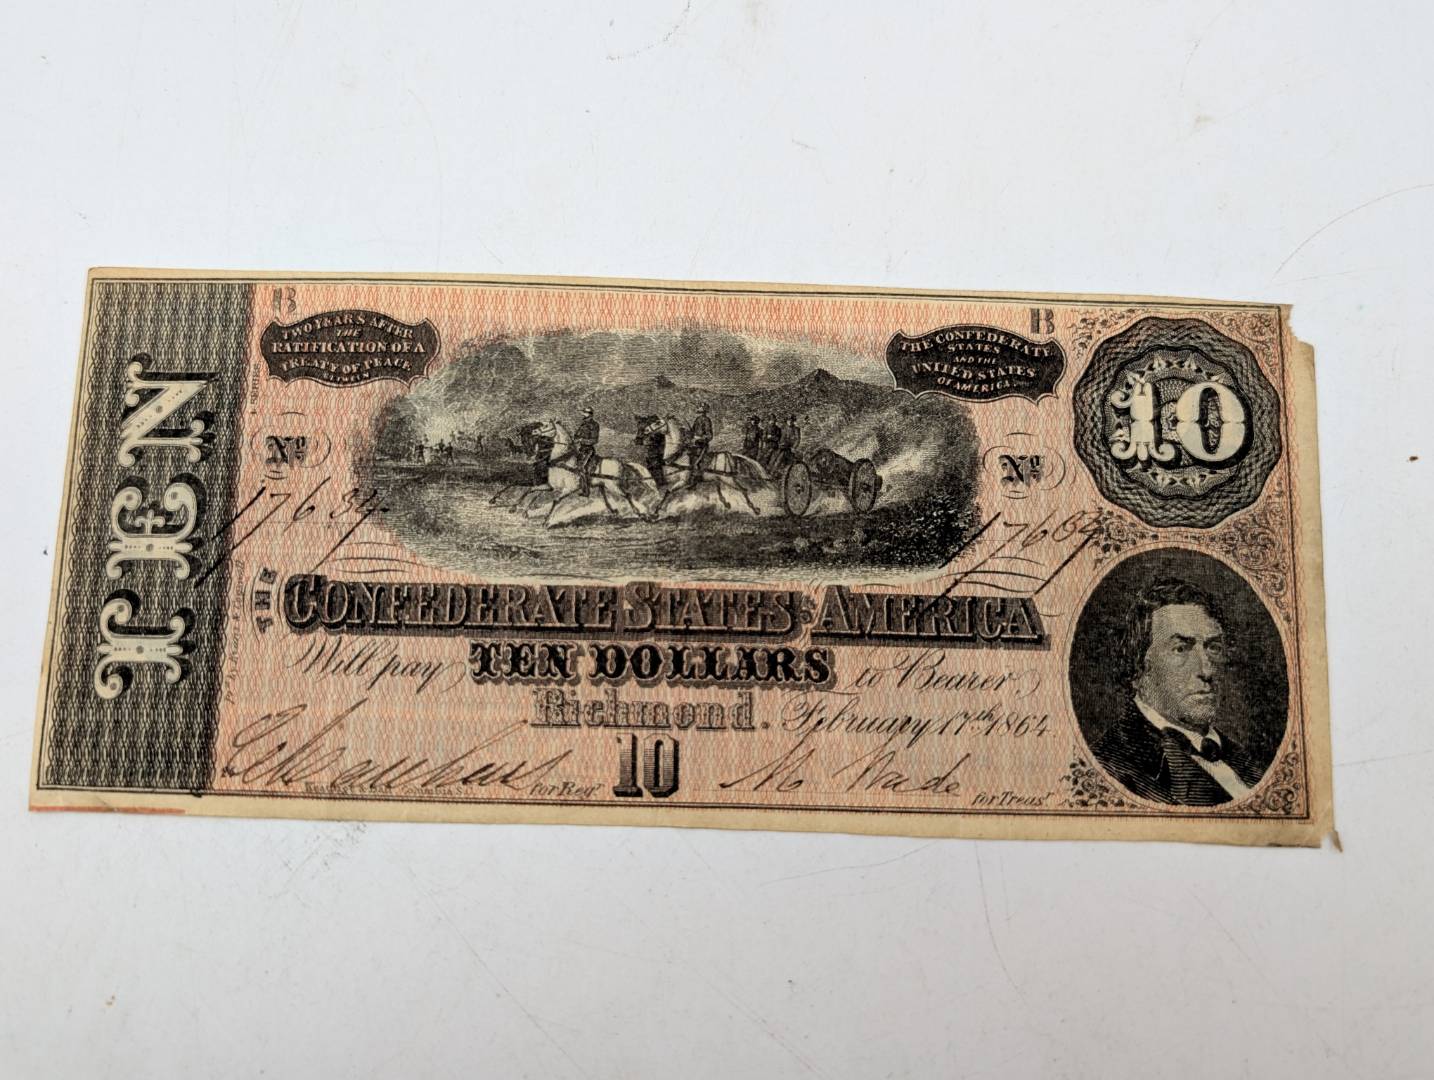 TEN
B
TWO YEARS AFTER
THE
RATIFICATION OF A
TREATY OF PEACE
BETWEEN
B
THE CONFEDERATE
STATES
AND THE
UNITED STATES
OF AMERICA.
10
No
17634
No
17634
THE
CONFEDERATE STATES OF AMERICA
Will pay TEN DOLLARS to Bearer.
Richmond. February 17th 1864.
for Regr
10
M Wade
for Treasr